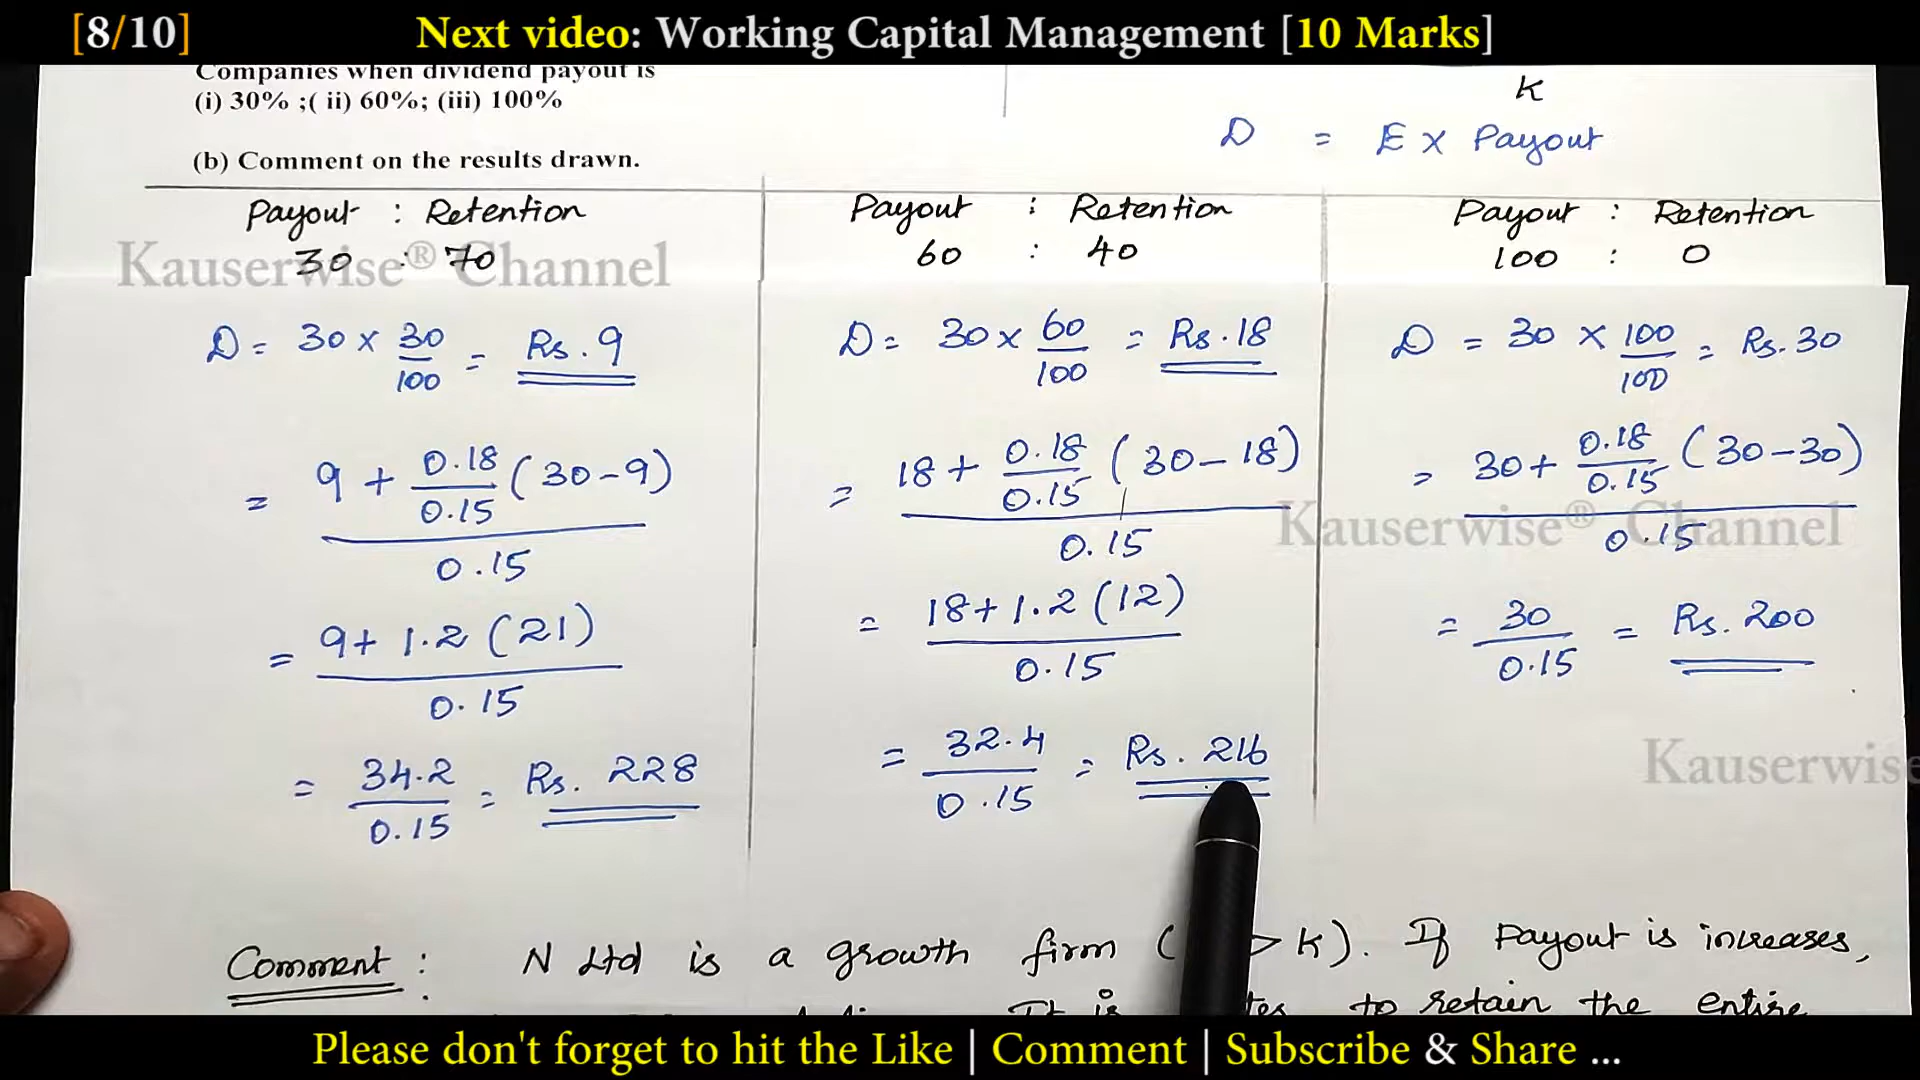 [8/10] Next video: Working Capital Management [10 Marks]
Companies when dividend payout is
(i) 30% ;( ii) 60%; (iii) 100%
(b) Comment on the results drawn.
K
D = E × Payout
Payout : Retention
30 : 70
D = 30 × 30/100 = Rs. 9
= 9 + 0.18/0.15 (30-9)
0.15
= 9 + 1.2 (21)
0.15
= 34.2/0.15 = Rs. 228
Payout : Retention
60 : 40
D = 30 × 60/100 = Rs. 18
= 18 + 0.18/0.15 (30-18)
0.15
= 18 + 1.2 (12)
0.15
= 32.4/0.15 = Rs. 216
Payout : Retention
100 : 0
D = 30 × 100/100 = Rs. 30
= 30 + 0.18/0.15 (30-30)
0.15
= 30/0.15 = Rs. 200
Kauserwise® Channel
Kauserwise® Channel
Kauserwise
Comment : N Ltd is a growth firm ( > K). If Payout is increases,
to retain the entire
Please don't forget to hit the Like | Comment | Subscribe & Share ...